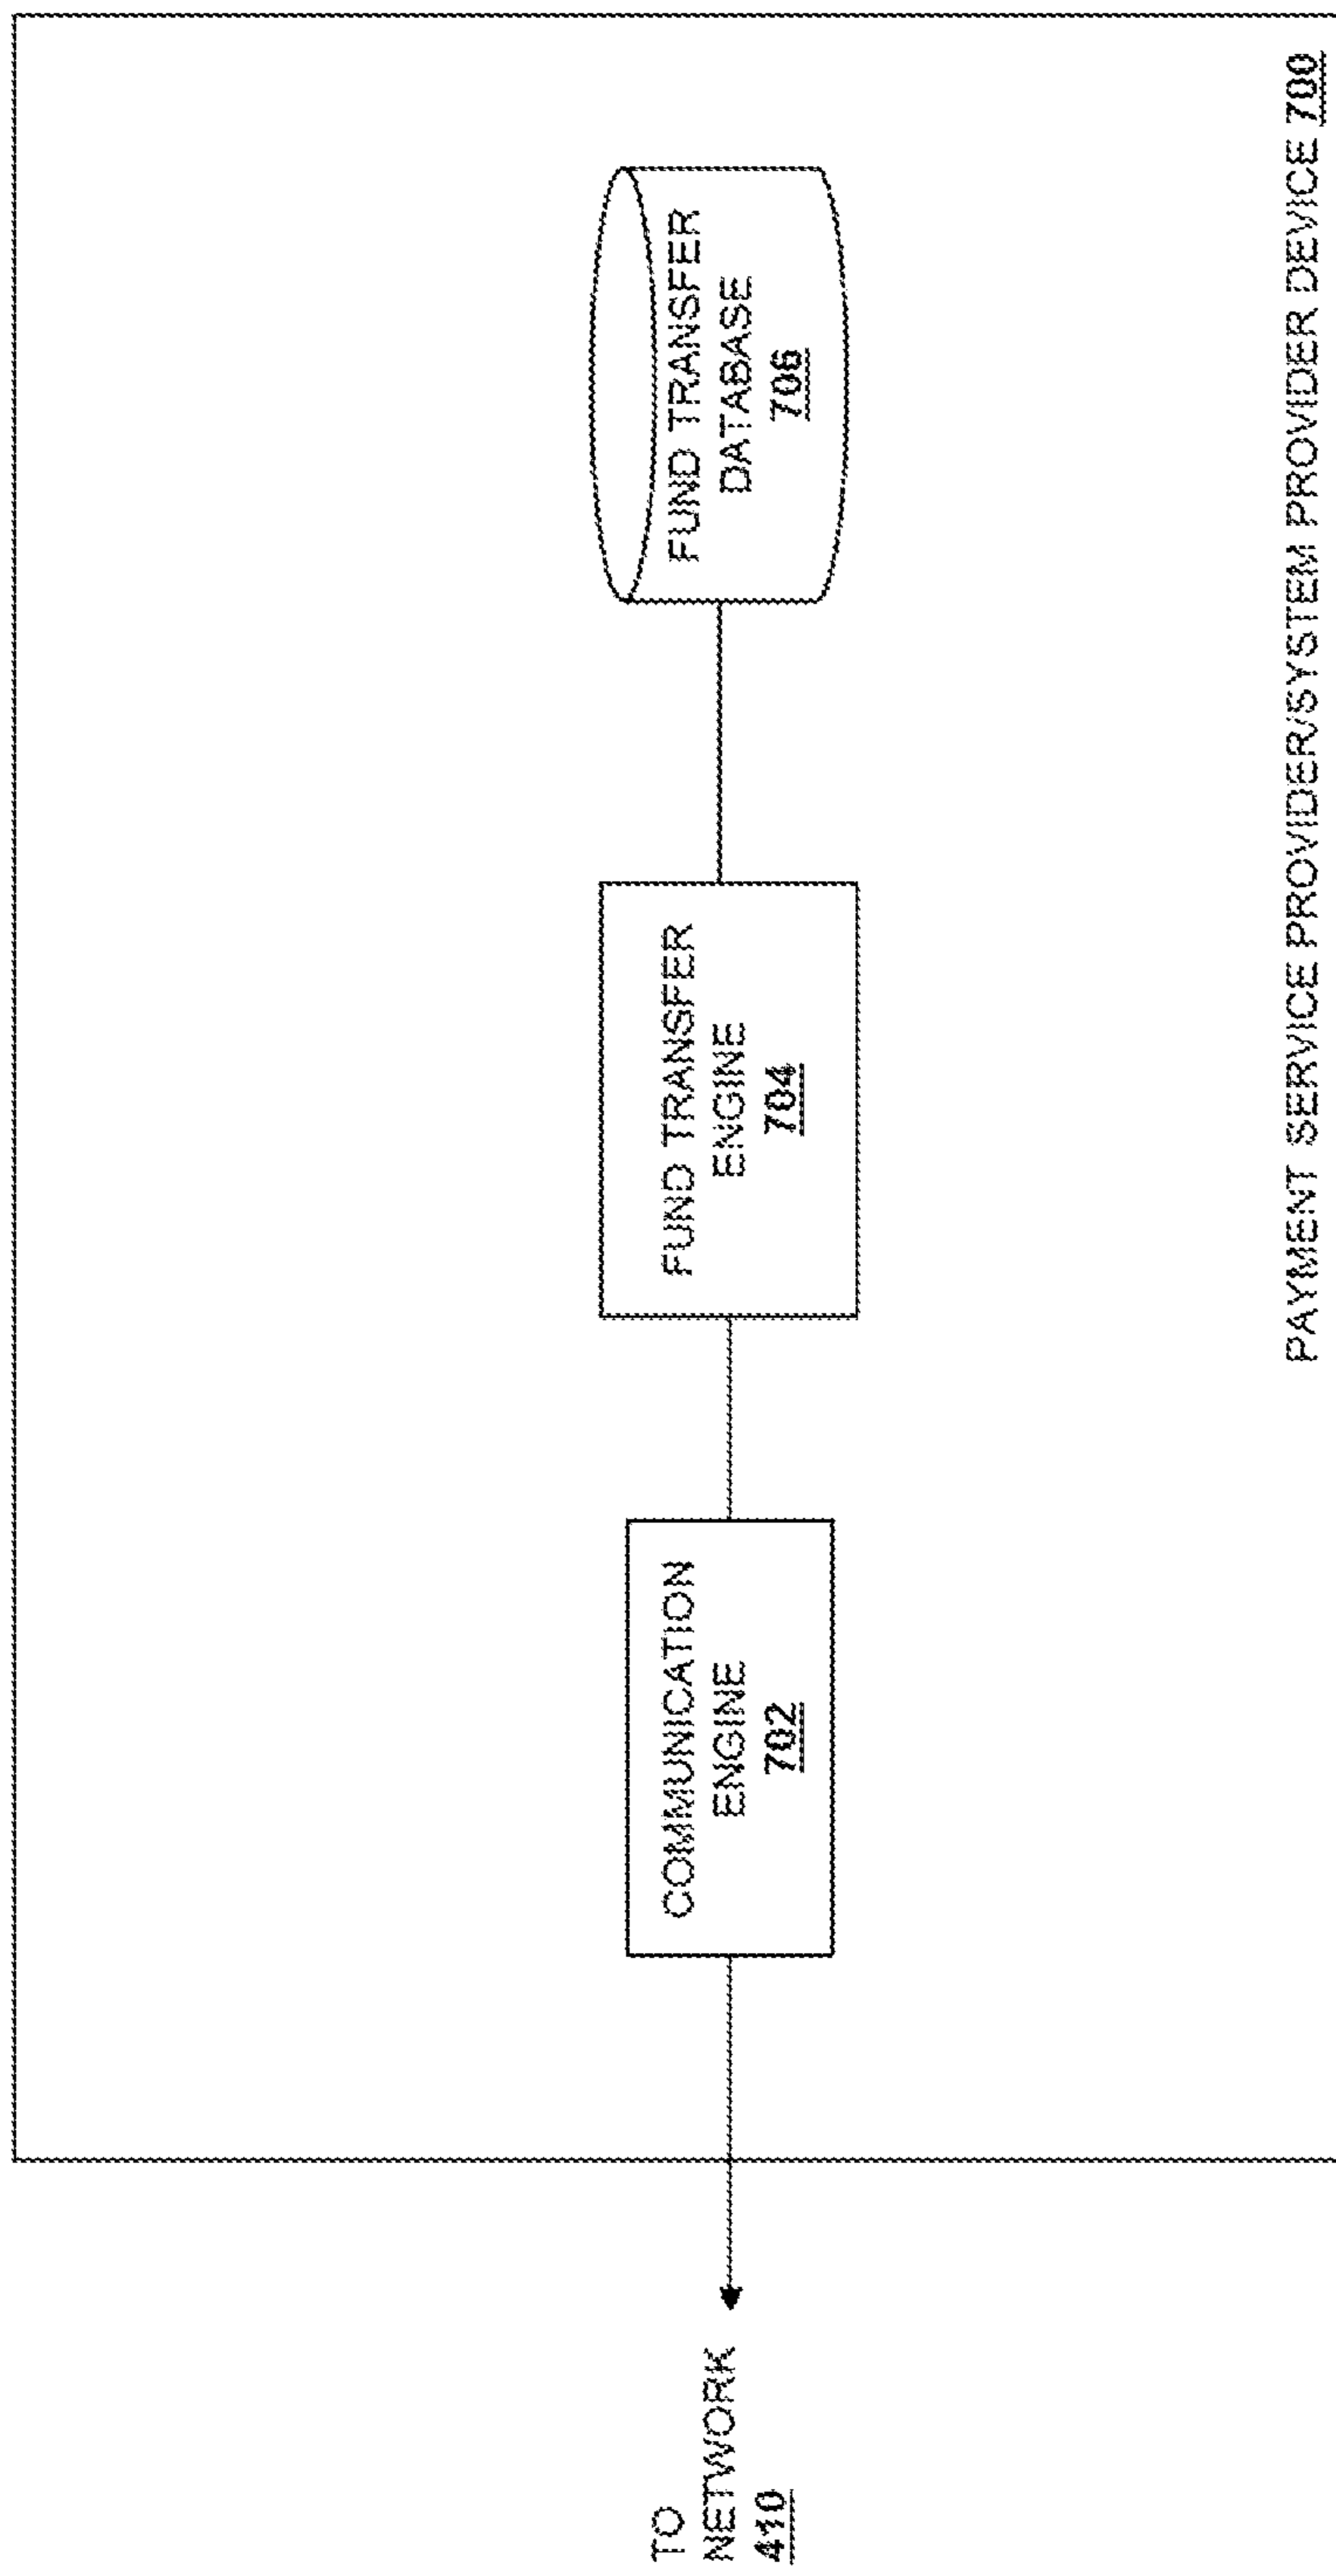 TO
NETWORK
410
COMMUNICATION
ENGINE
702
FUND TRANSFER
ENGINE
704
FUND TRANSFER
DATABASE
706
PAYMENT SERVICE PROVIDER/SYSTEM PROVIDER DEVICE 700